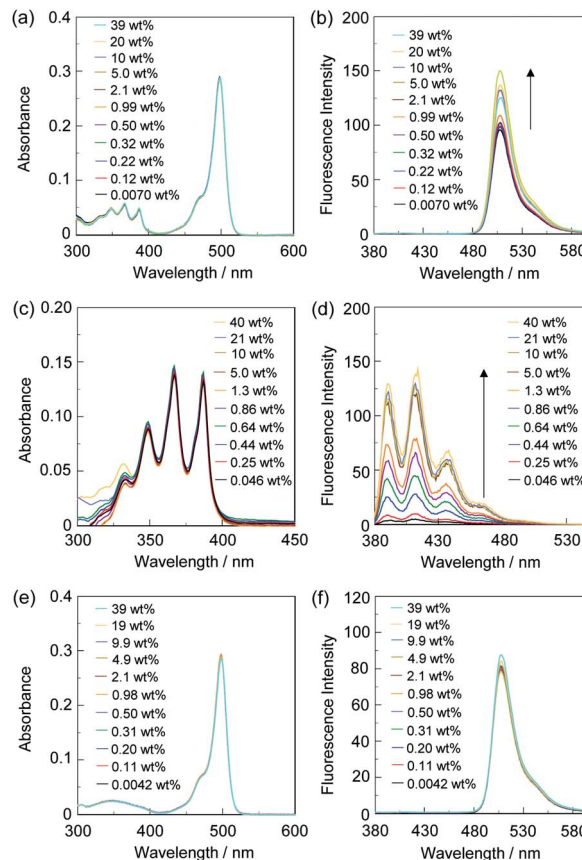 (a)
Absorbance
0.4
0.3
0.2
0.1
0
39 wt%
20 wt%
10 wt%
5.0 wt%
2.1 wt%
0.99 wt%
0.50 wt%
0.32 wt%
0.22 wt%
0.12 wt%
0.0070 wt%
300 400 500 600
Wavelength / nm
(b)
Fluorescence Intensity
200
150
100
50
0
39 wt%
20 wt%
10 wt%
5.0 wt%
2.1 wt%
0.99 wt%
0.50 wt%
0.32 wt%
0.22 wt%
0.12 wt%
0.0070 wt%
380 430 480 530 580
Wavelength / nm
(c)
Absorbance
0.20
0.15
0.10
0.05
0
40 wt%
21 wt%
10 wt%
5.0 wt%
1.3 wt%
0.86 wt%
0.64 wt%
0.44 wt%
0.25 wt%
0.046 wt%
300 350 400 450
Wavelength / nm
(d)
Fluorescence Intensity
200
150
100
50
0
40 wt%
21 wt%
10 wt%
5.0 wt%
1.3 wt%
0.86 wt%
0.64 wt%
0.44 wt%
0.25 wt%
0.046 wt%
380 430 480 530
Wavelength / nm
(e)
Absorbance
0.4
0.3
0.2
0.1
0
39 wt%
19 wt%
9.9 wt%
4.9 wt%
2.1 wt%
0.98 wt%
0.50 wt%
0.31 wt%
0.20 wt%
0.11 wt%
0.0042 wt%
300 400 500 600
Wavelength / nm
(f)
Fluorescence Intensity
120
100
80
60
40
20
0
39 wt%
19 wt%
9.9 wt%
4.9 wt%
2.1 wt%
0.98 wt%
0.50 wt%
0.31 wt%
0.20 wt%
0.11 wt%
0.0042 wt%
380 430 480 530 580
Wavelength / nm